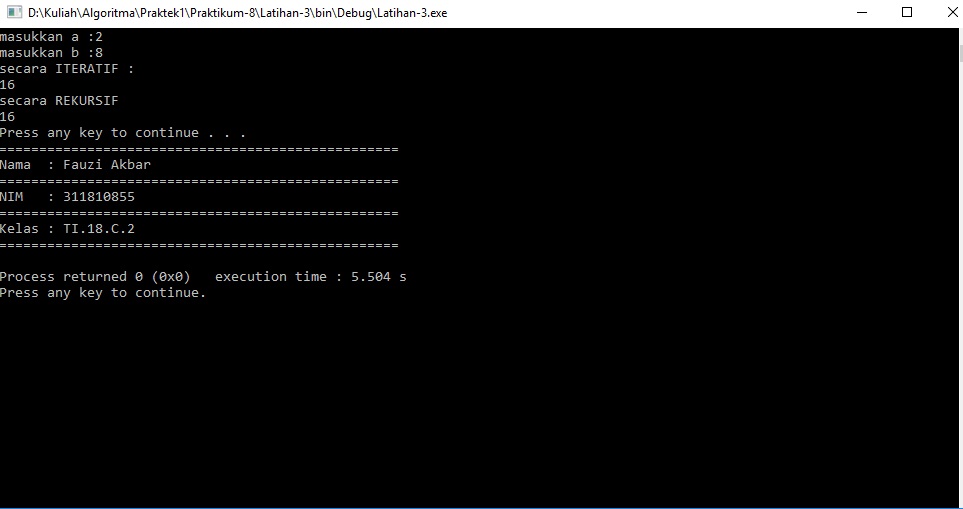 D:\Kuliah\Algoritma\Praktek1\Praktikum-8\Latihan-3\bin\Debug\Latihan-3.exe
masukkan a :2
masukkan b :8
secara ITERATIF :
16
secara REKURSIF
16
Press any key to continue . . .
==================================================
Nama  : Fauzi Akbar
==================================================
NIM   : 311810855
==================================================
Kelas : TI.18.C.2
==================================================
Process returned 0 (0x0)   execution time : 5.504 s
Press any key to continue.